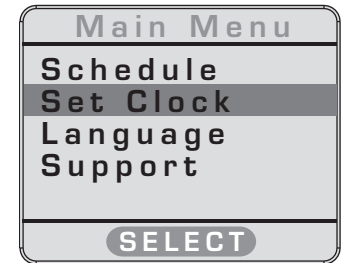 Main Menu
Schedule
Set Clock
Language
Support
SELECT